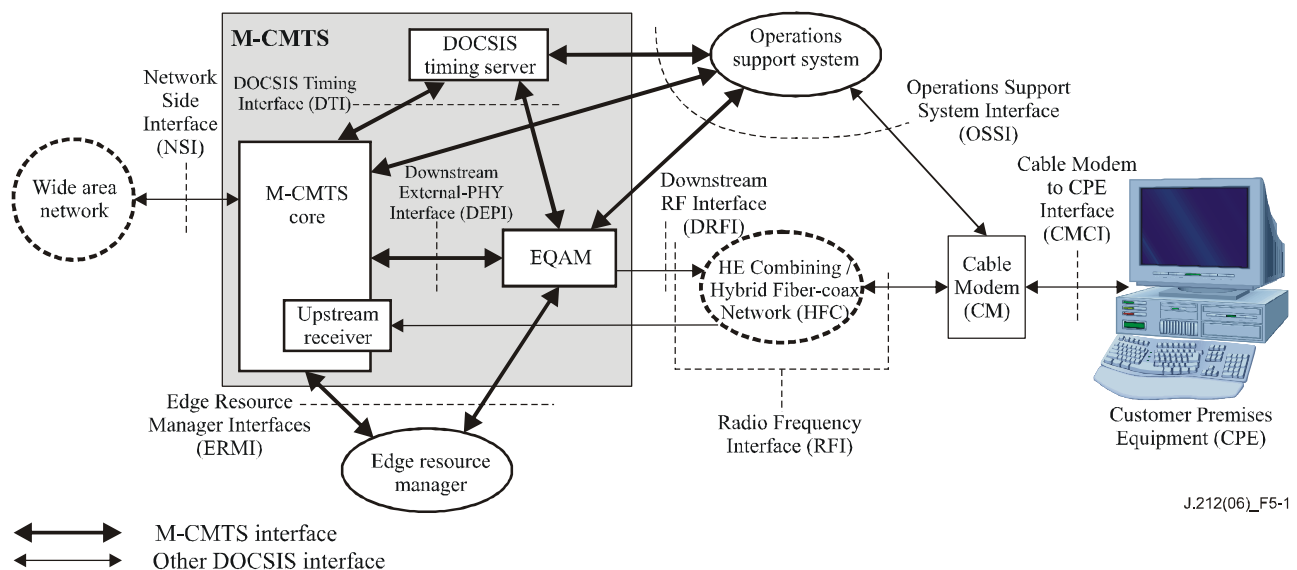 M-CMTS
DOCSIS
timing server
Operations
support system
Network
Side
Interface
(NSI)
DOCSIS Timing
Interface (DTI)
Operations Support
System Interface
(OSSI)
Wide area
network
M-CMTS
core
Downstream
External-PHY
Interface (DEPI)
Downstream
RF Interface
(DRFI)
Cable Modem
to CPE
Interface
(CMCI)
EQAM
HE Combining /
Hybrid Fiber-coax
Network (HFC)
Cable
Modem
(CM)
Upstream
receiver
Edge Resource
Manager Interfaces
(ERMI)
Radio Frequency
Interface (RFI)
Customer Premises
Equipment (CPE)
Edge resource
manager
J.212(06)_F5-1
M-CMTS interface
Other DOCSIS interface